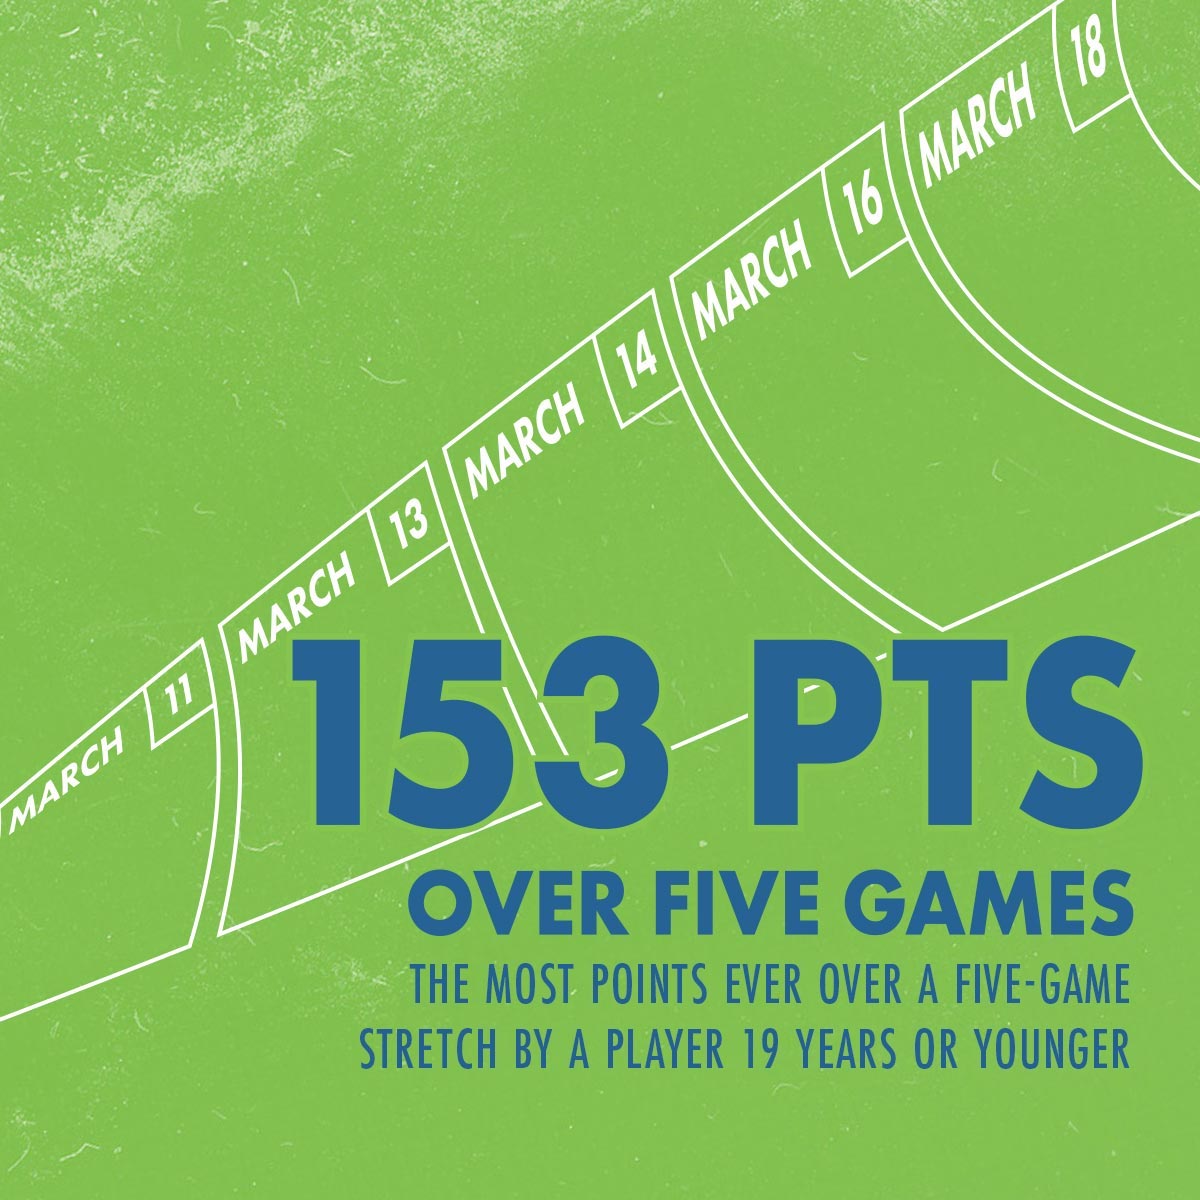 MARCH 11
MARCH 13
MARCH 14
MARCH 16
MARCH 18
153 PTS
OVER FIVE GAMES
THE MOST POINTS EVER OVER A FIVE-GAME
STRETCH BY A PLAYER 19 YEARS OR YOUNGER